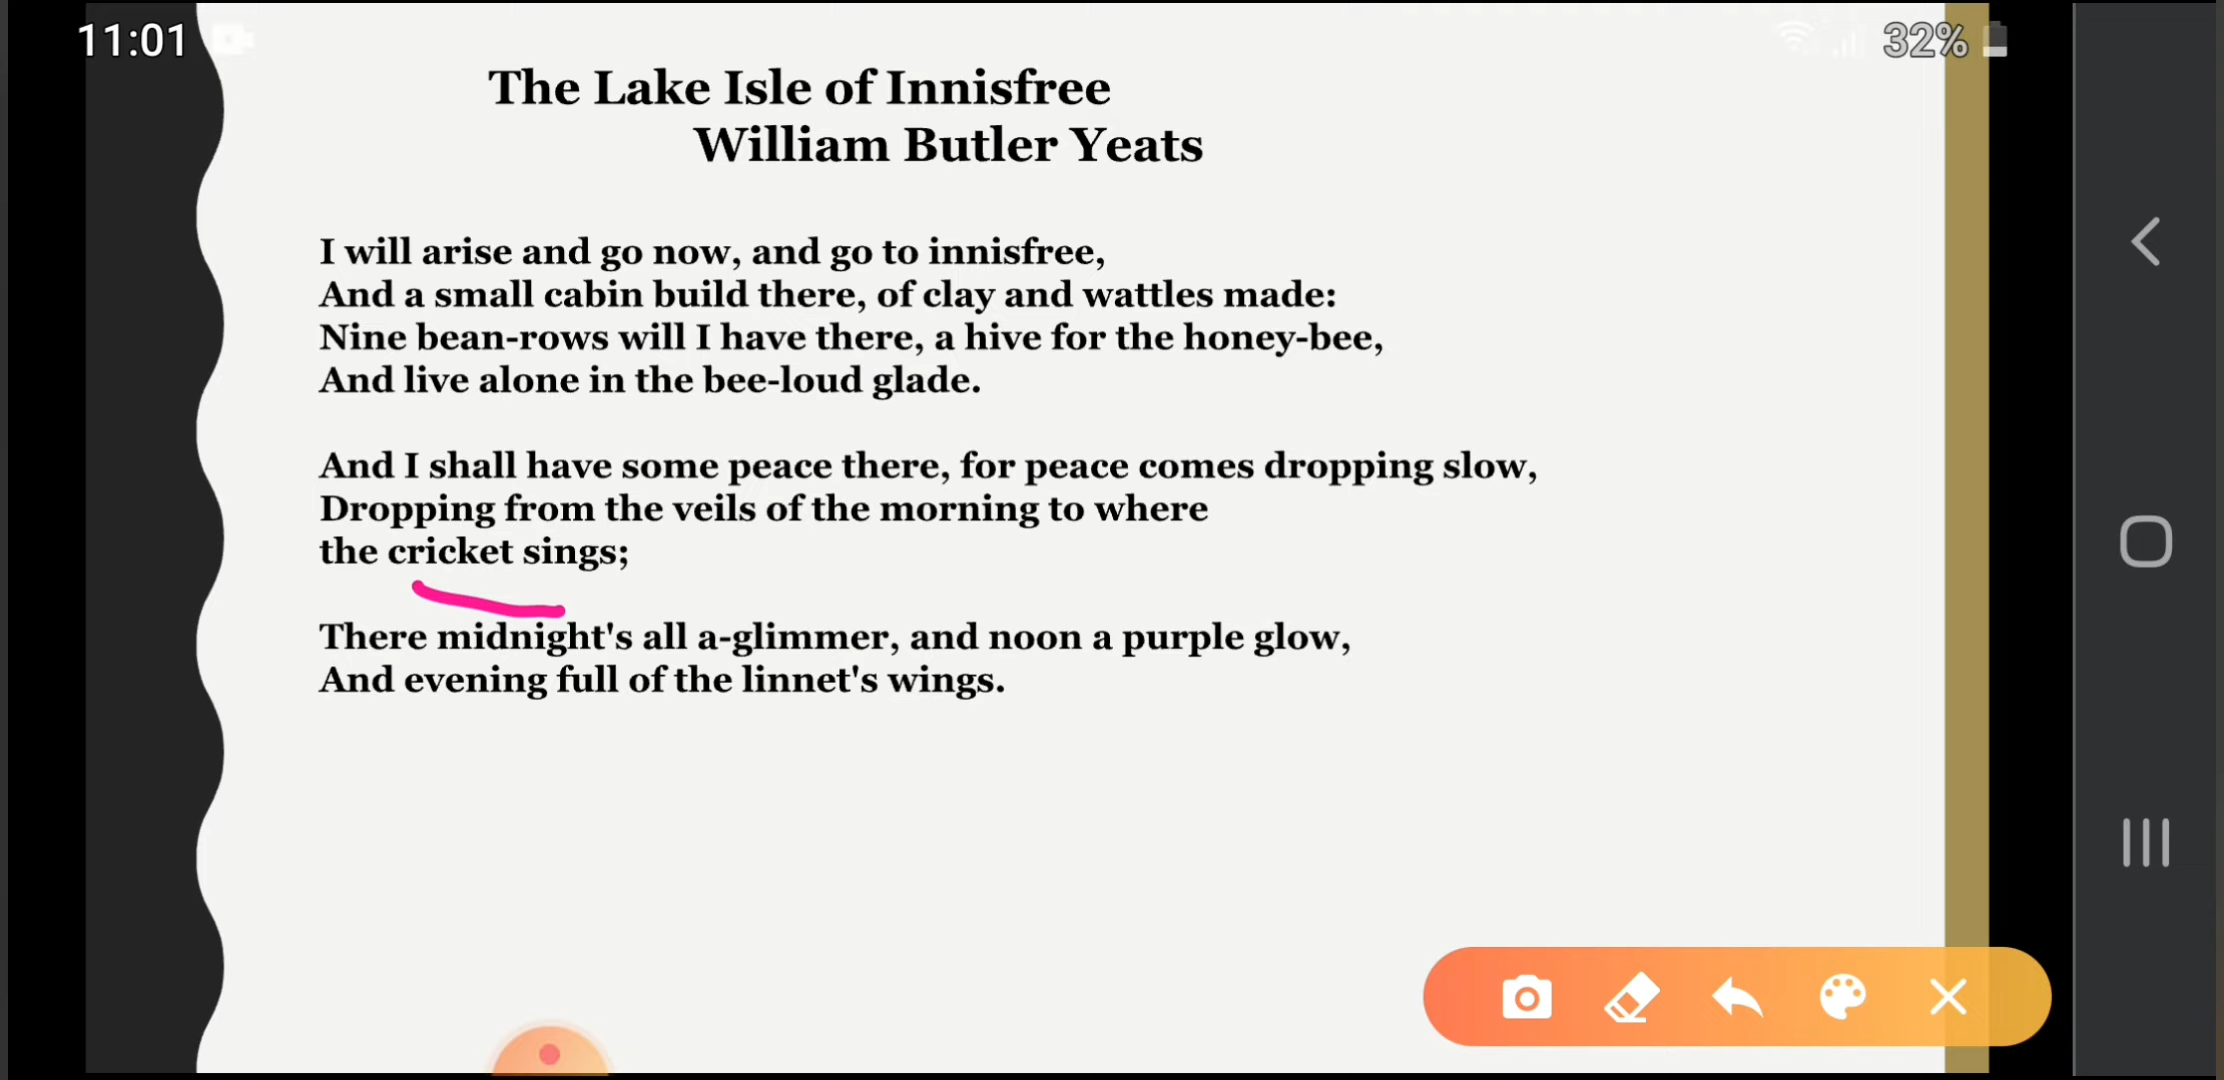 11:01
32%
The Lake Isle of Innisfree
William Butler Yeats
I will arise and go now, and go to innisfree,
And a small cabin build there, of clay and wattles made:
Nine bean-rows will I have there, a hive for the honey-bee,
And live alone in the bee-loud glade.
And I shall have some peace there, for peace comes dropping slow,
Dropping from the veils of the morning to where
the cricket sings;
There midnight's all a-glimmer, and noon a purple glow,
And evening full of the linnet's wings.